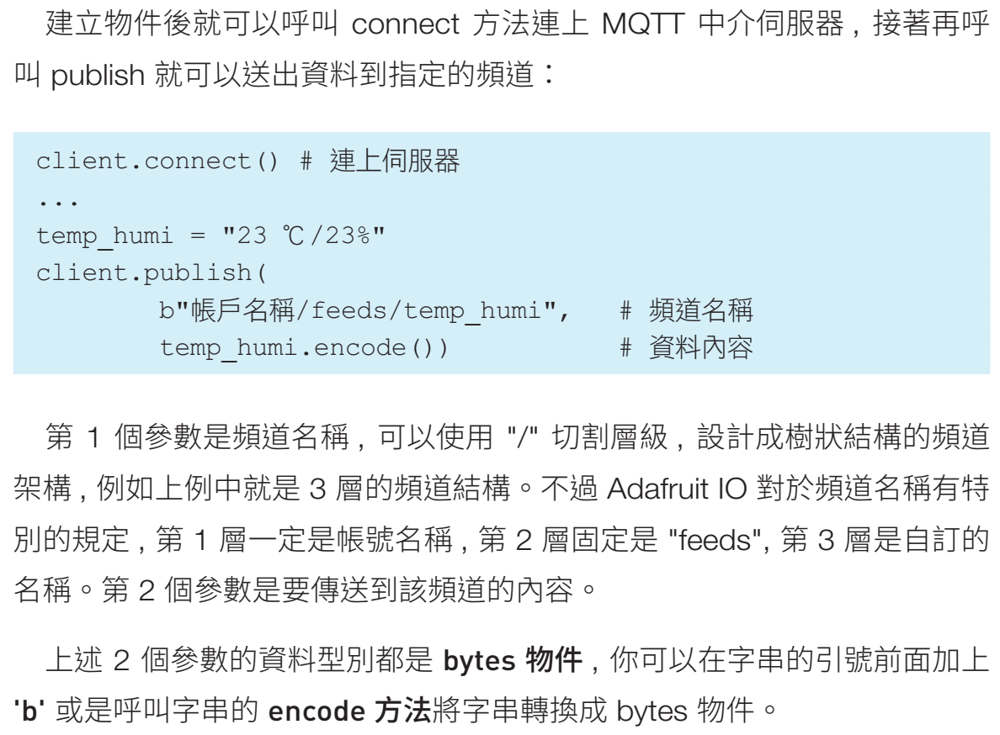 建立物件後就可以呼叫 connect 方法連上 MQTT 中介伺服器 , 接著再呼
叫 publish 就可以送出資料到指定的頻道：
client.connect() # 連上伺服器
...
temp_humi = "23 ℃/23%"
client.publish(
        b"帳戶名稱/feeds/temp_humi",   # 頻道名稱
        temp_humi.encode())           # 資料內容
第 1 個參數是頻道名稱 , 可以使用 "/" 切割層級 , 設計成樹狀結構的頻道
架構 , 例如上例中就是 3 層的頻道結構。不過 Adafruit IO 對於頻道名稱有特
別的規定 , 第 1 層一定是帳號名稱 , 第 2 層固定是 "feeds", 第 3 層是自訂的
名稱。第 2 個參數是要傳送到該頻道的內容。
上述 2 個參數的資料型別都是 bytes 物件 , 你可以在字串的引號前面加上
'b' 或是呼叫字串的 encode 方法將字串轉換成 bytes 物件。